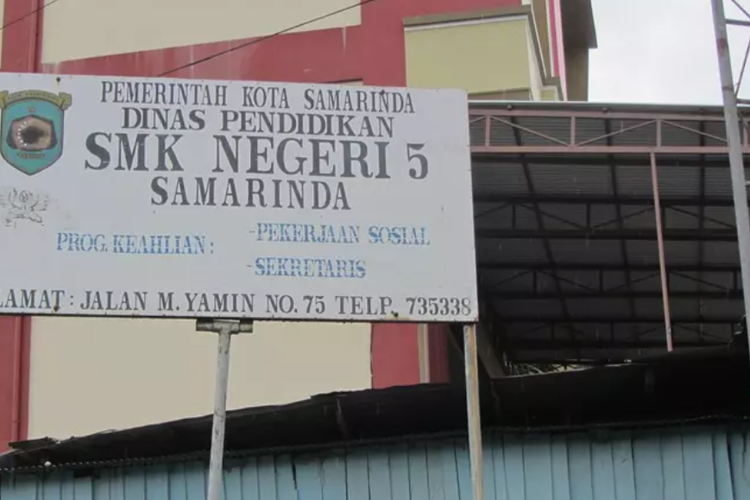 PEMERINTAH KOTA SAMARINDA
DINAS PENDIDIKAN
SMK NEGERI 5
SAMARINDA
PROG. KEAHLIAN : -PEKERJAAN SOSIAL
-SEKRETARIS
LAMAT : JALAN M. YAMIN NO. 75 TELP. 735338